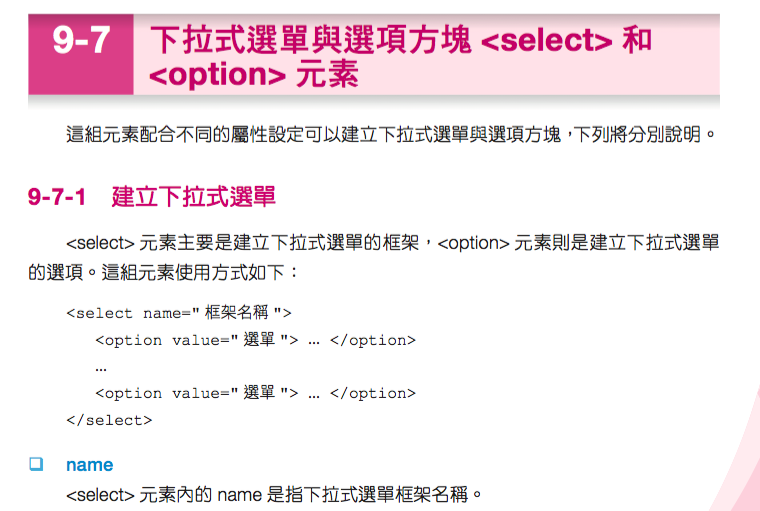 9-7 下拉式選單與選項方塊 <select> 和
<option> 元素
這組元素配合不同的屬性設定可以建立下拉式選單與選項方塊，下列將分別說明。
9-7-1 建立下拉式選單
<select> 元素主要是建立下拉式選單的框架，<option> 元素則是建立下拉式選單
的選項。這組元素使用方式如下：
<select name=" 框架名稱 ">
<option value=" 選單 "> … </option>
…
<option value=" 選單 "> … </option>
</select>
❏ name
<select> 元素內的 name 是指下拉式選單框架名稱。